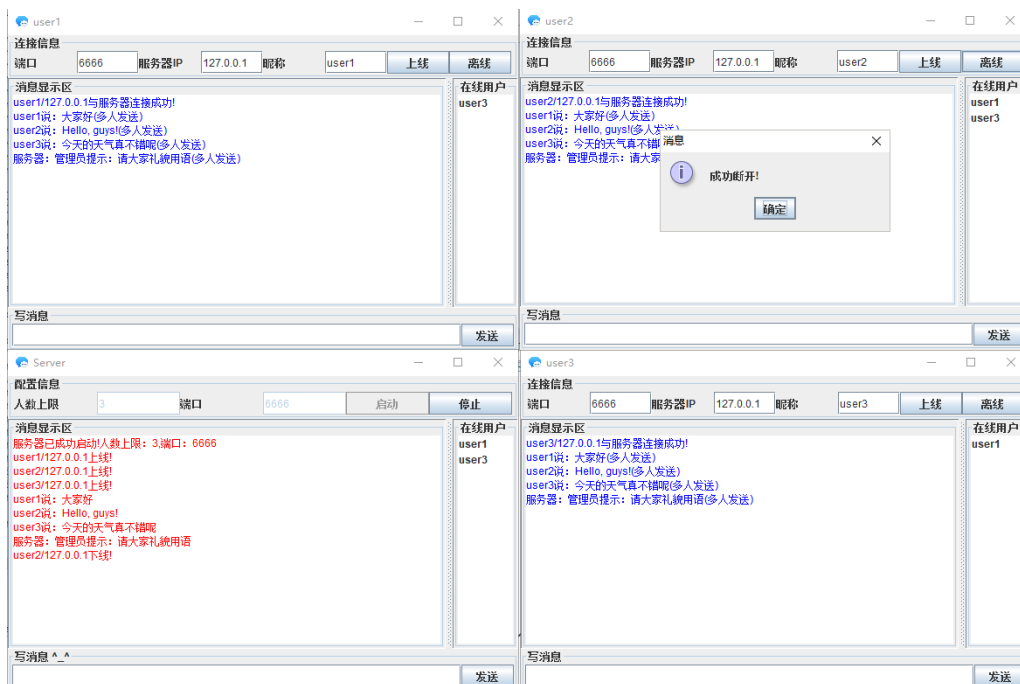 user1
连接信息
端口 6666 服务器IP 127.0.0.1 昵称 user1 上线 离线
消息显示区
user1/127.0.0.1与服务器连接成功!
user1说：大家好(多人发送)
user2说：Hello, guys!(多人发送)
user3说：今天的天气真不错呢(多人发送)
服务器：管理员提示：请大家礼貌用语(多人发送)
在线用户
user3
写消息
发送
user2
连接信息
端口 6666 服务器IP 127.0.0.1 昵称 user2 上线 离线
消息显示区
user2/127.0.0.1与服务器连接成功!
user1说：大家好(多人发送)
user2说：Hello, guys!(多人发送)
user3说：今天的天气真不错
服务器：管理员提示：请大家
在线用户
user1
user3
消息
成功断开!
确定
写消息
发送
Server
配置信息
人数上限 3 端口 6666 启动 停止
消息显示区
服务器已成功启动!人数上限：3,端口：6666
user1/127.0.0.1上线!
user2/127.0.0.1上线!
user3/127.0.0.1上线!
user1说：大家好
user2说：Hello, guys!
user3说：今天的天气真不错呢
服务器：管理员提示：请大家礼貌用语
user2/127.0.0.1下线!
在线用户
user1
user3
写消息 ^_^
发送
user3
连接信息
端口 6666 服务器IP 127.0.0.1 昵称 user3 上线 离线
消息显示区
user3/127.0.0.1与服务器连接成功!
user1说：大家好(多人发送)
user2说：Hello, guys!(多人发送)
user3说：今天的天气真不错呢(多人发送)
服务器：管理员提示：请大家礼貌用语(多人发送)
在线用户
user1
写消息
发送